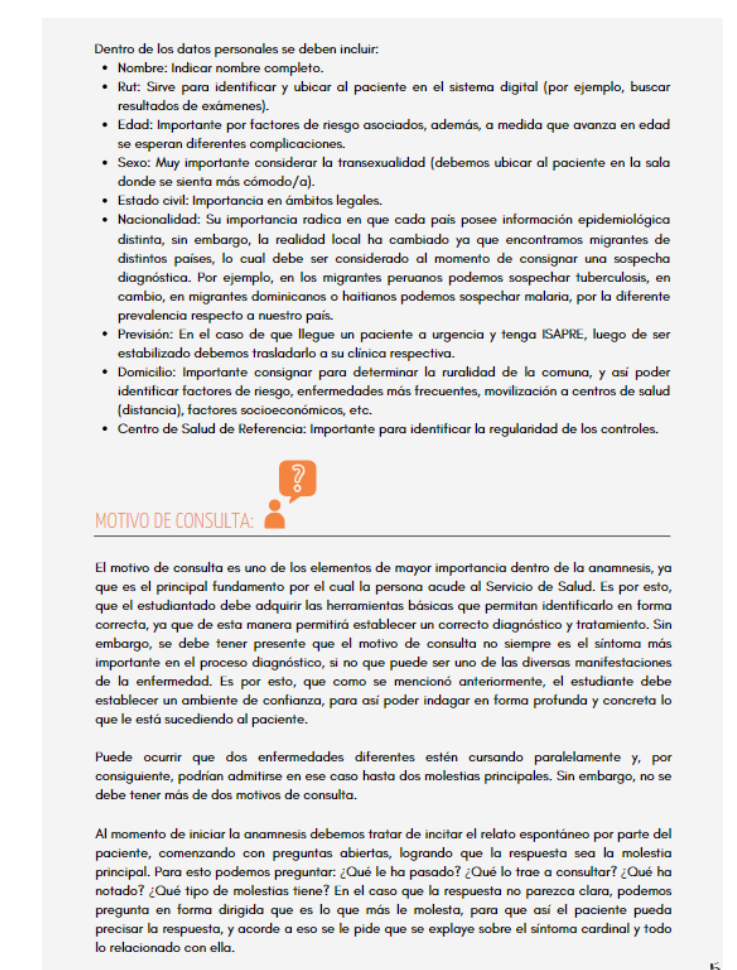 Dentro de los datos personales se deben incluir:
• Nombre: Indicar nombre completo.
• Rut: Sirve para identificar y ubicar al paciente en el sistema digital (por ejemplo, buscar
resultados de exámenes).
• Edad: Importante por factores de riesgo asociados, además, a medida que avanza en edad
se esperan diferentes complicaciones.
• Sexo: Muy importante considerar la transexualidad (debemos ubicar al paciente en la sala
donde se sienta más cómodo/a).
• Estado civil: Importancia en ámbitos legales.
• Nacionalidad: Su importancia radica en que cada país posee información epidemiológica
distinta, sin embargo, la realidad local ha cambiado ya que encontramos migrantes de
distintos países, lo cual debe ser considerado al momento de consignar una sospecha
diagnóstica. Por ejemplo, en los migrantes peruanos podemos sospechar tuberculosis, en
cambio, en migrantes dominicanos o haitianos podemos sospechar malaria, por la diferente
prevalencia respecto a nuestro país.
• Previsión: En el caso de que llegue un paciente a urgencia y tenga ISAPRE, luego de ser
estabilizado debemos trasladarlo a su clínica respectiva.
• Domicilio: Importante consignar para determinar la ruralidad de la comuna, y así poder
identificar factores de riesgo, enfermedades más frecuentes, movilización a centros de salud
(distancia), factores socioeconómicos, etc.
• Centro de Salud de Referencia: Importante para identificar la regularidad de los controles.
?
MOTIVO DE CONSULTA:
El motivo de consulta es uno de los elementos de mayor importancia dentro de la anamnesis, ya
que es el principal fundamento por el cual la persona acude al Servicio de Salud. Es por esto,
que el estudiantado debe adquirir las herramientas básicas que permitan identificarlo en forma
correcta, ya que de esta manera permitirá establecer un correcto diagnóstico y tratamiento. Sin
embargo, se debe tener presente que el motivo de consulta no siempre es el síntoma más
importante en el proceso diagnóstico, si no que puede ser uno de las diversas manifestaciones
de la enfermedad. Es por esto, que como se mencionó anteriormente, el estudiante debe
establecer un ambiente de confianza, para así poder indagar en forma profunda y concreta lo
que le está sucediendo al paciente.
Puede ocurrir que dos enfermedades diferentes estén cursando paralelamente y, por
consiguiente, podrían admitirse en ese caso hasta dos molestias principales. Sin embargo, no se
debe tener más de dos motivos de consulta.
Al momento de iniciar la anamnesis debemos tratar de incitar el relato espontáneo por parte del
paciente, comenzando con preguntas abiertas, logrando que la respuesta sea la molestia
principal. Para esto podemos preguntar: ¿Qué le ha pasado? ¿Qué lo trae a consultar? ¿Qué ha
notado? ¿Qué tipo de molestias tiene? En el caso que la respuesta no parezca clara, podemos
pregunta en forma dirigida que es lo que más le molesta, para que así el paciente pueda
precisar la respuesta, y acorde a eso se le pide que se explaye sobre el síntoma cardinal y todo
lo relacionado con ella.